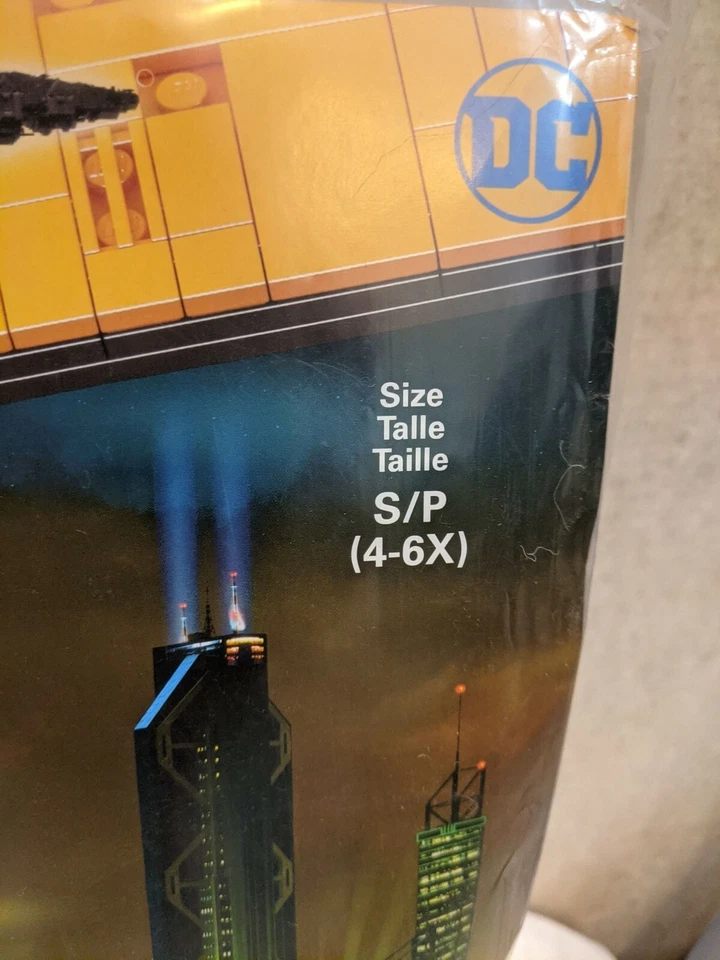 DC
Size
Talle
Taille
S/P
(4-6X)